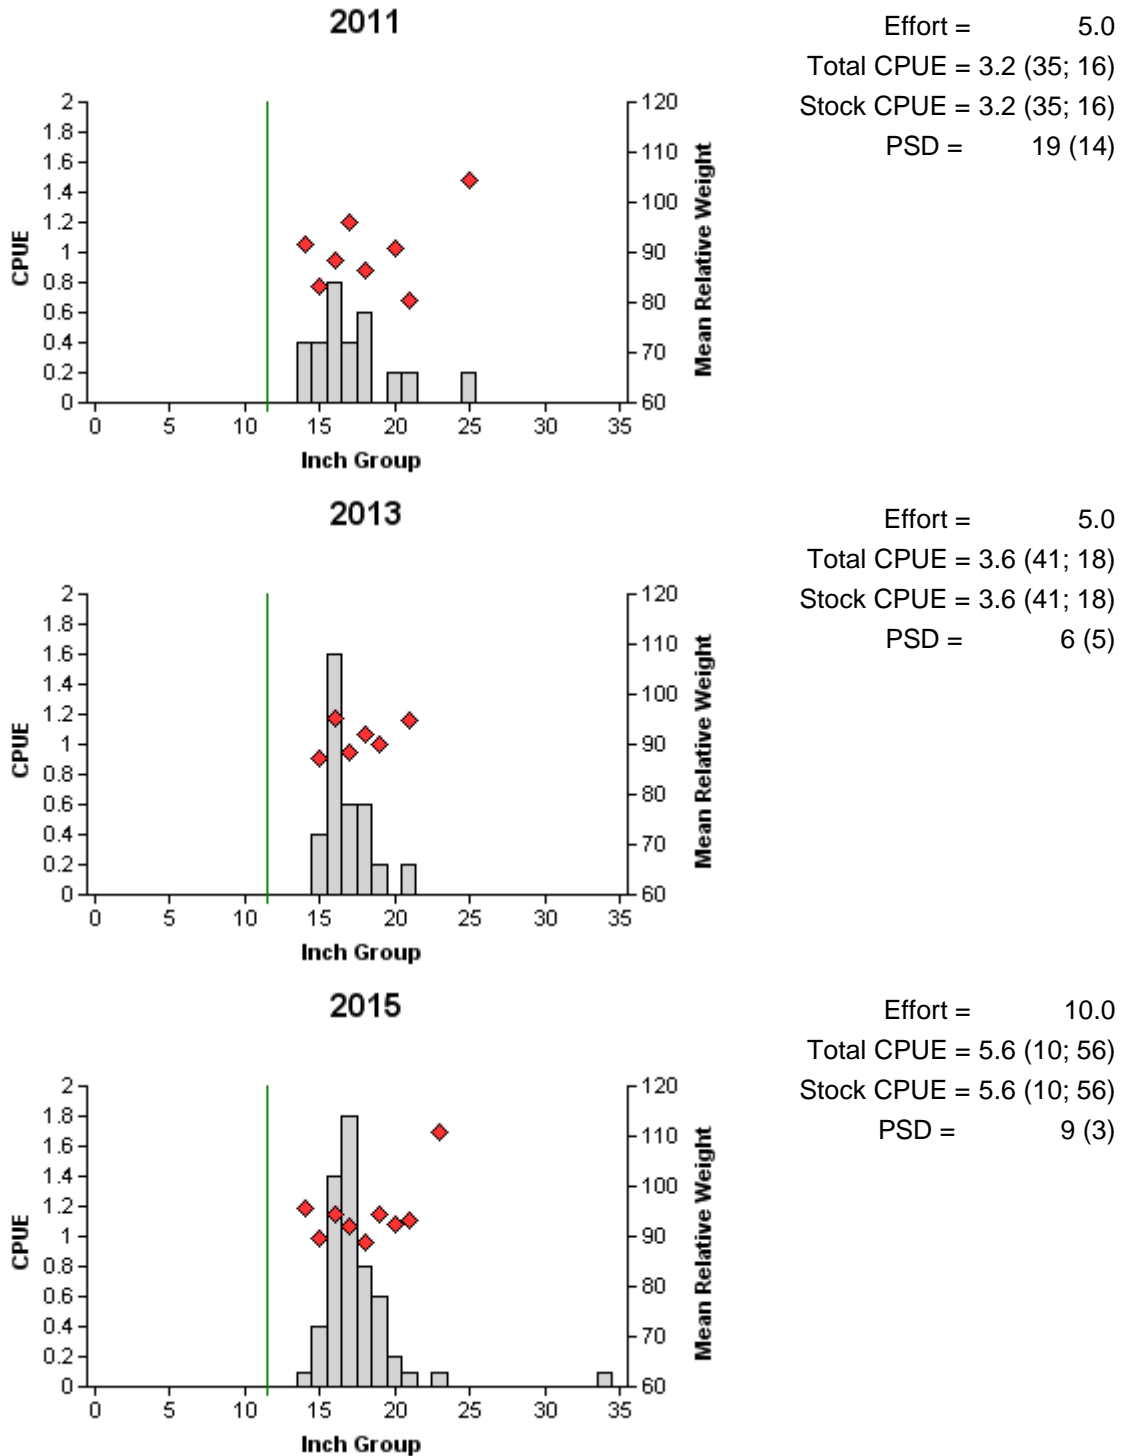 2011
Effort = 5.0
Total CPUE = 3.2 (35; 16)
Stock CPUE = 3.2 (35; 16)
PSD = 19 (14)
CPUE
2
1.8
1.6
1.4
1.2
1
0.8
0.6
0.4
0.2
0
120
110
100
90
80
70
60
Mean Relative Weight
0 5 10 15 20 25 30 35
Inch Group
2013
Effort = 5.0
Total CPUE = 3.6 (41; 18)
Stock CPUE = 3.6 (41; 18)
PSD = 6 (5)
CPUE
2
1.8
1.6
1.4
1.2
1
0.8
0.6
0.4
0.2
0
120
110
100
90
80
70
60
Mean Relative Weight
0 5 10 15 20 25 30 35
Inch Group
2015
Effort = 10.0
Total CPUE = 5.6 (10; 56)
Stock CPUE = 5.6 (10; 56)
PSD = 9 (3)
CPUE
2
1.8
1.6
1.4
1.2
1
0.8
0.6
0.4
0.2
0
120
110
100
90
80
70
60
Mean Relative Weight
0 5 10 15 20 25 30 35
Inch Group